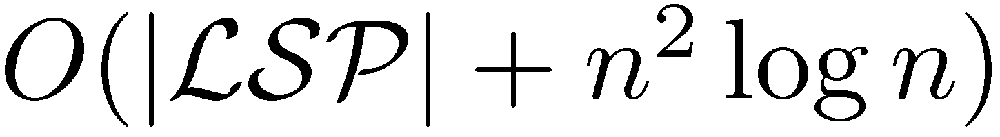 O(|ℒ𝒮𝒫| + n² log n)